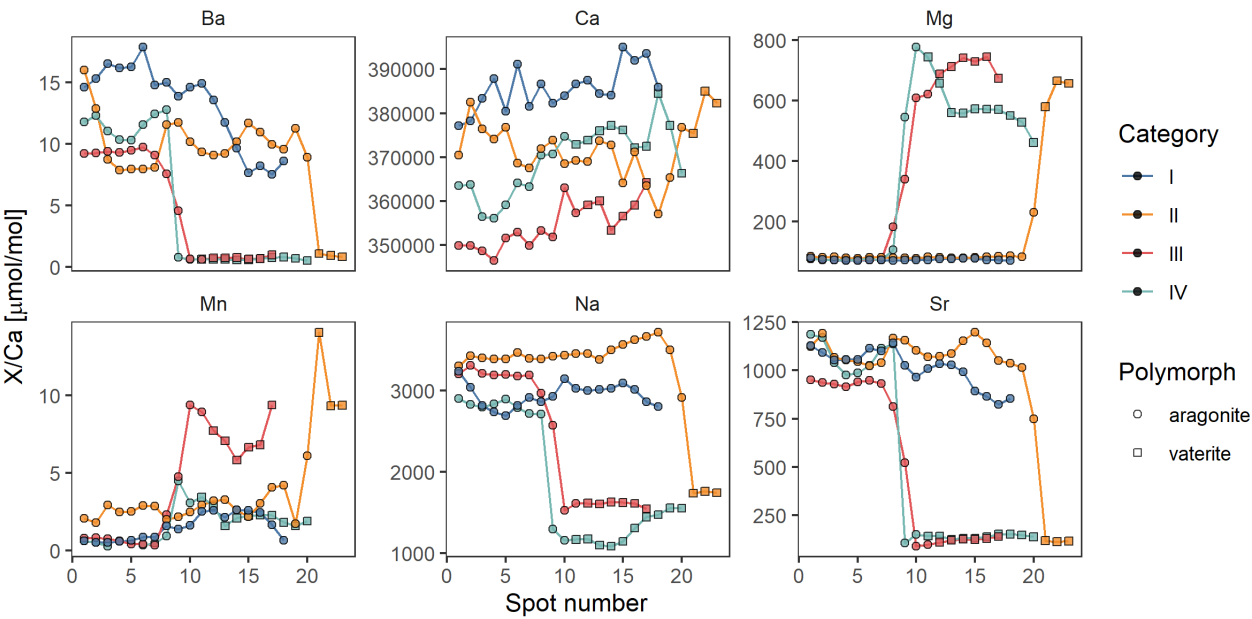 Ba
Ca
Mg
15
10
5
0
390000
380000
370000
360000
350000
800
600
400
200
X/Ca [μmol/mol]
Mn
Na
Sr
10
5
0
3000
2000
1000
1250
1000
750
500
250
0 5 10 15 20
0 5 10 15 20
0 5 10 15 20
Spot number
Category
I
II
III
IV
Polymorph
aragonite
vaterite